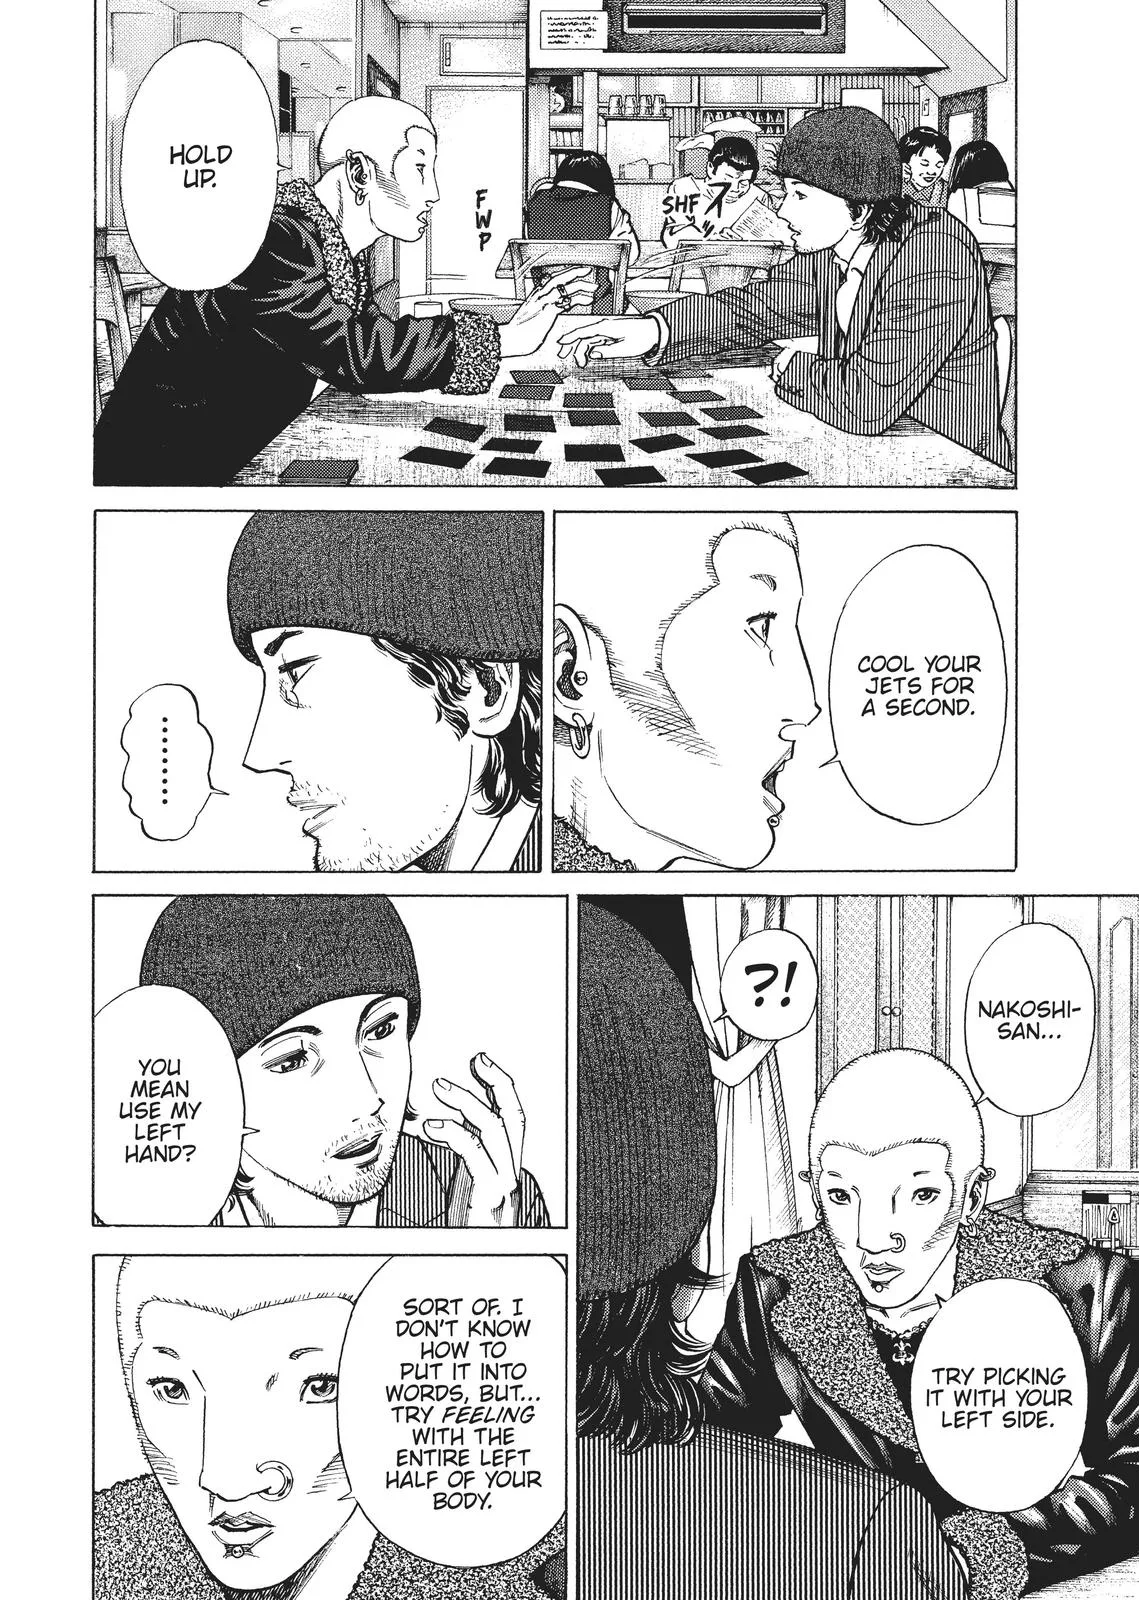 SHF
FWP
HOLD
UP.
COOL YOUR
JETS FOR
A SECOND.
........
NAKOSHI-
SAN...
?!
TRY PICKING
IT WITH YOUR
LEFT SIDE.
YOU
MEAN
USE MY
LEFT
HAND?
SORT OF. I
DON'T KNOW
HOW TO
PUT IT INTO
WORDS, BUT...
TRY FEELING
WITH THE
ENTIRE LEFT
HALF OF YOUR
BODY.